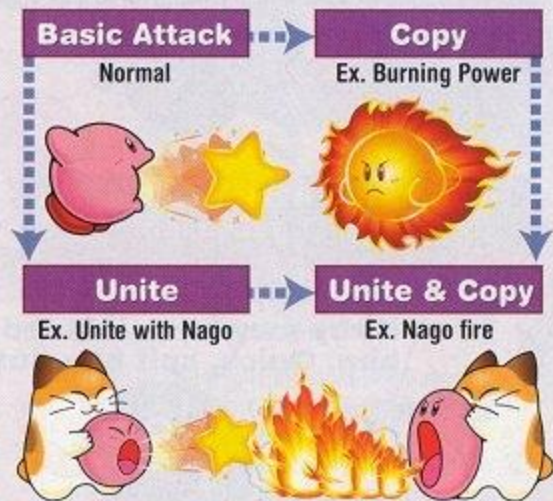 Basic Attack
Copy
Normal
Ex. Burning Power
Unite
Unite & Copy
Ex. Unite with Nago
Ex. Nago fire